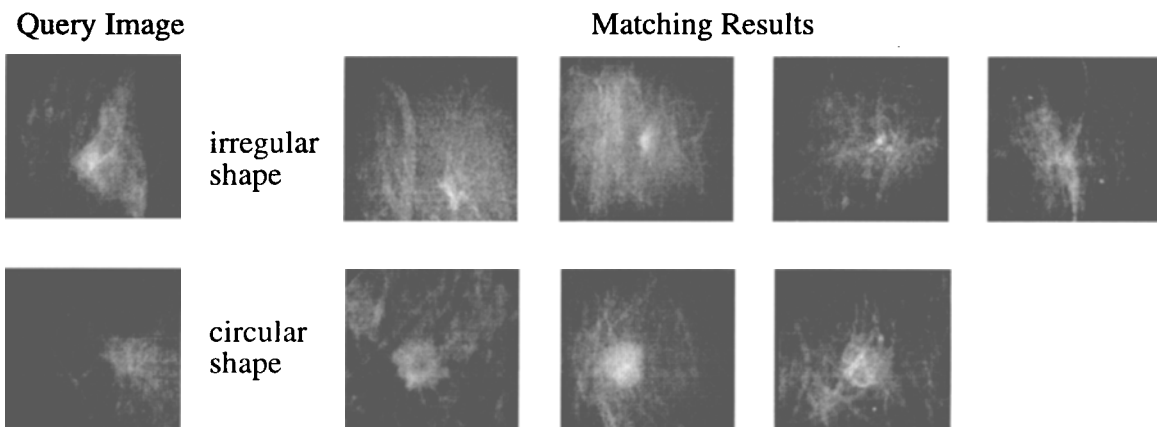 Query Image
Matching Results
irregular
shape
circular
shape